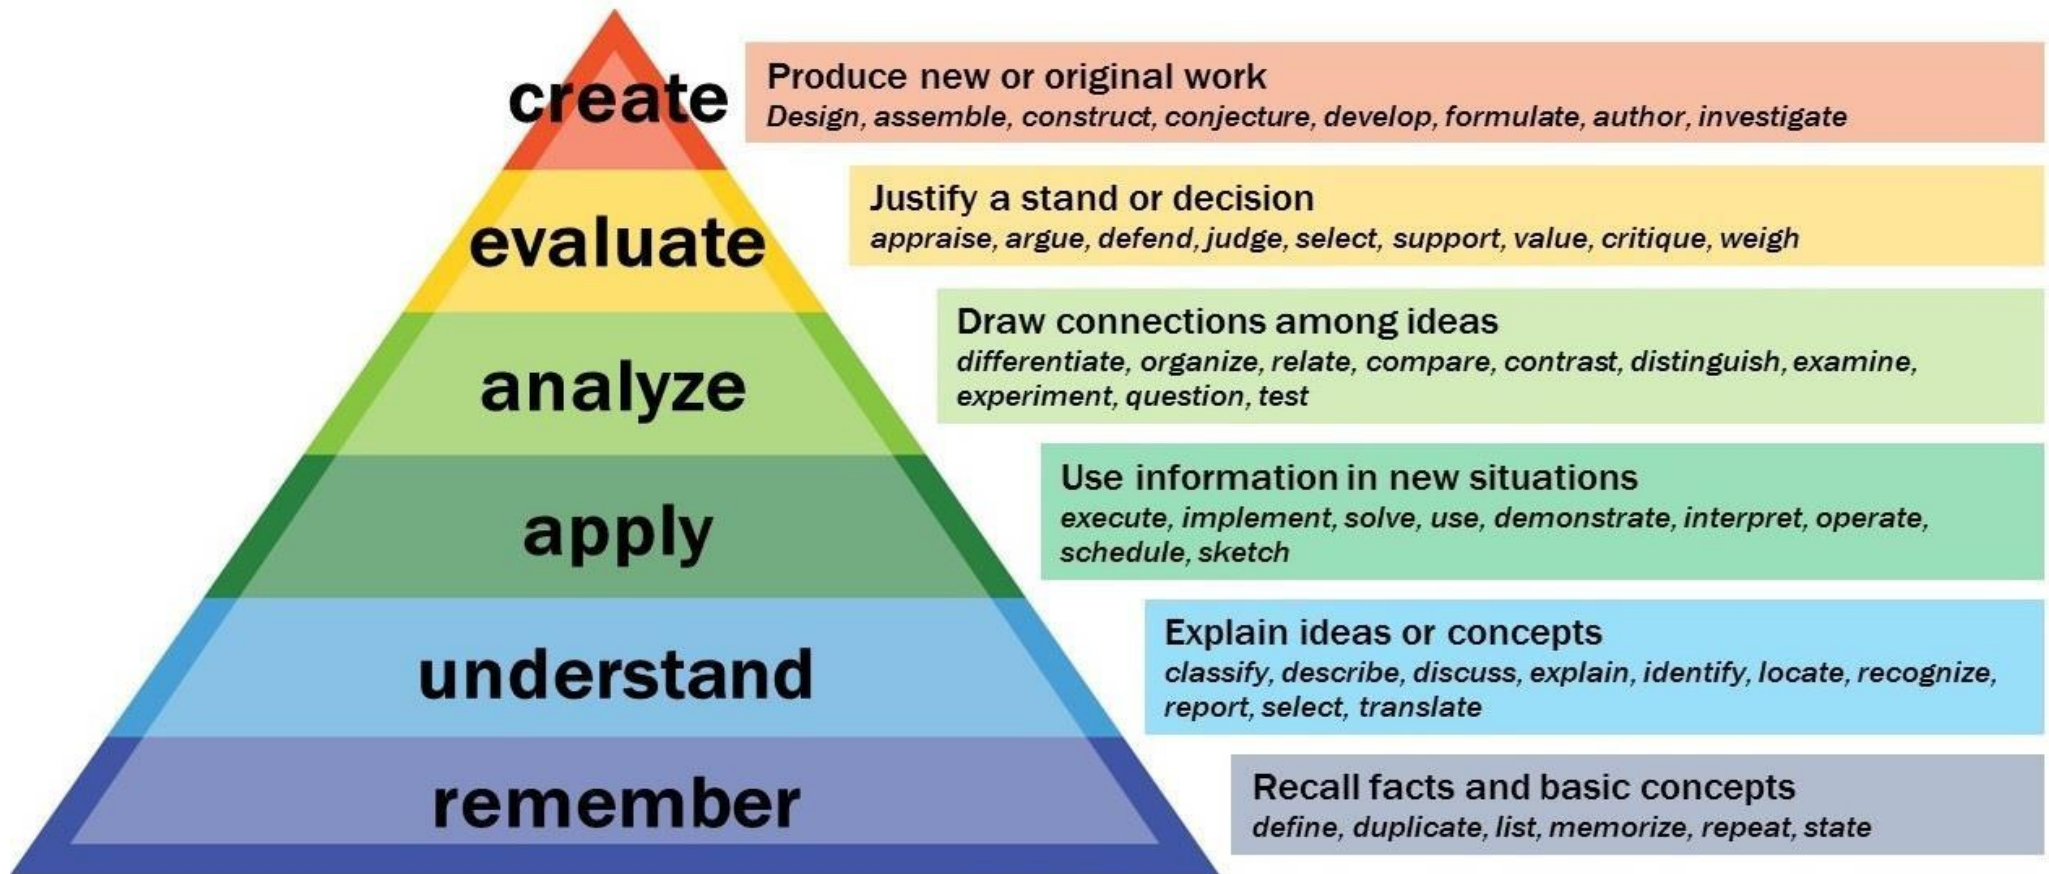 create
Produce new or original work
Design, assemble, construct, conjecture, develop, formulate, author, investigate
evaluate
Justify a stand or decision
appraise, argue, defend, judge, select, support, value, critique, weigh
analyze
Draw connections among ideas
differentiate, organize, relate, compare, contrast, distinguish, examine,
experiment, question, test
apply
Use information in new situations
execute, implement, solve, use, demonstrate, interpret, operate,
schedule, sketch
understand
Explain ideas or concepts
classify, describe, discuss, explain, identify, locate, recognize,
report, select, translate
remember
Recall facts and basic concepts
define, duplicate, list, memorize, repeat, state